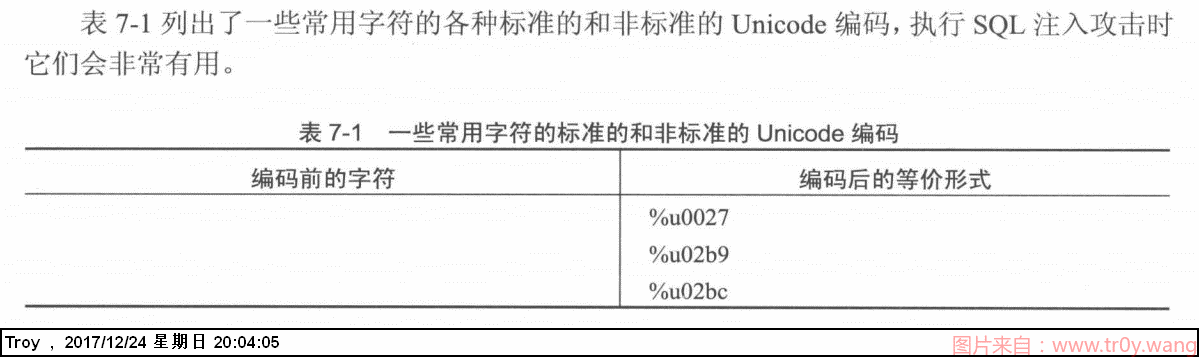 表 7-1 列出了一些常用字符的各种标准的和非标准的 Unicode 编码，执行 SQL 注入攻击时
它们会非常有用。
表 7-1 一些常用字符的标准的和非标准的 Unicode 编码
编码前的字符 编码后的等价形式
%u0027
%u02b9
%u02bc
Troy , 2017/12/24 星期日 20:04:05
图片来自：www.tr0y.wang